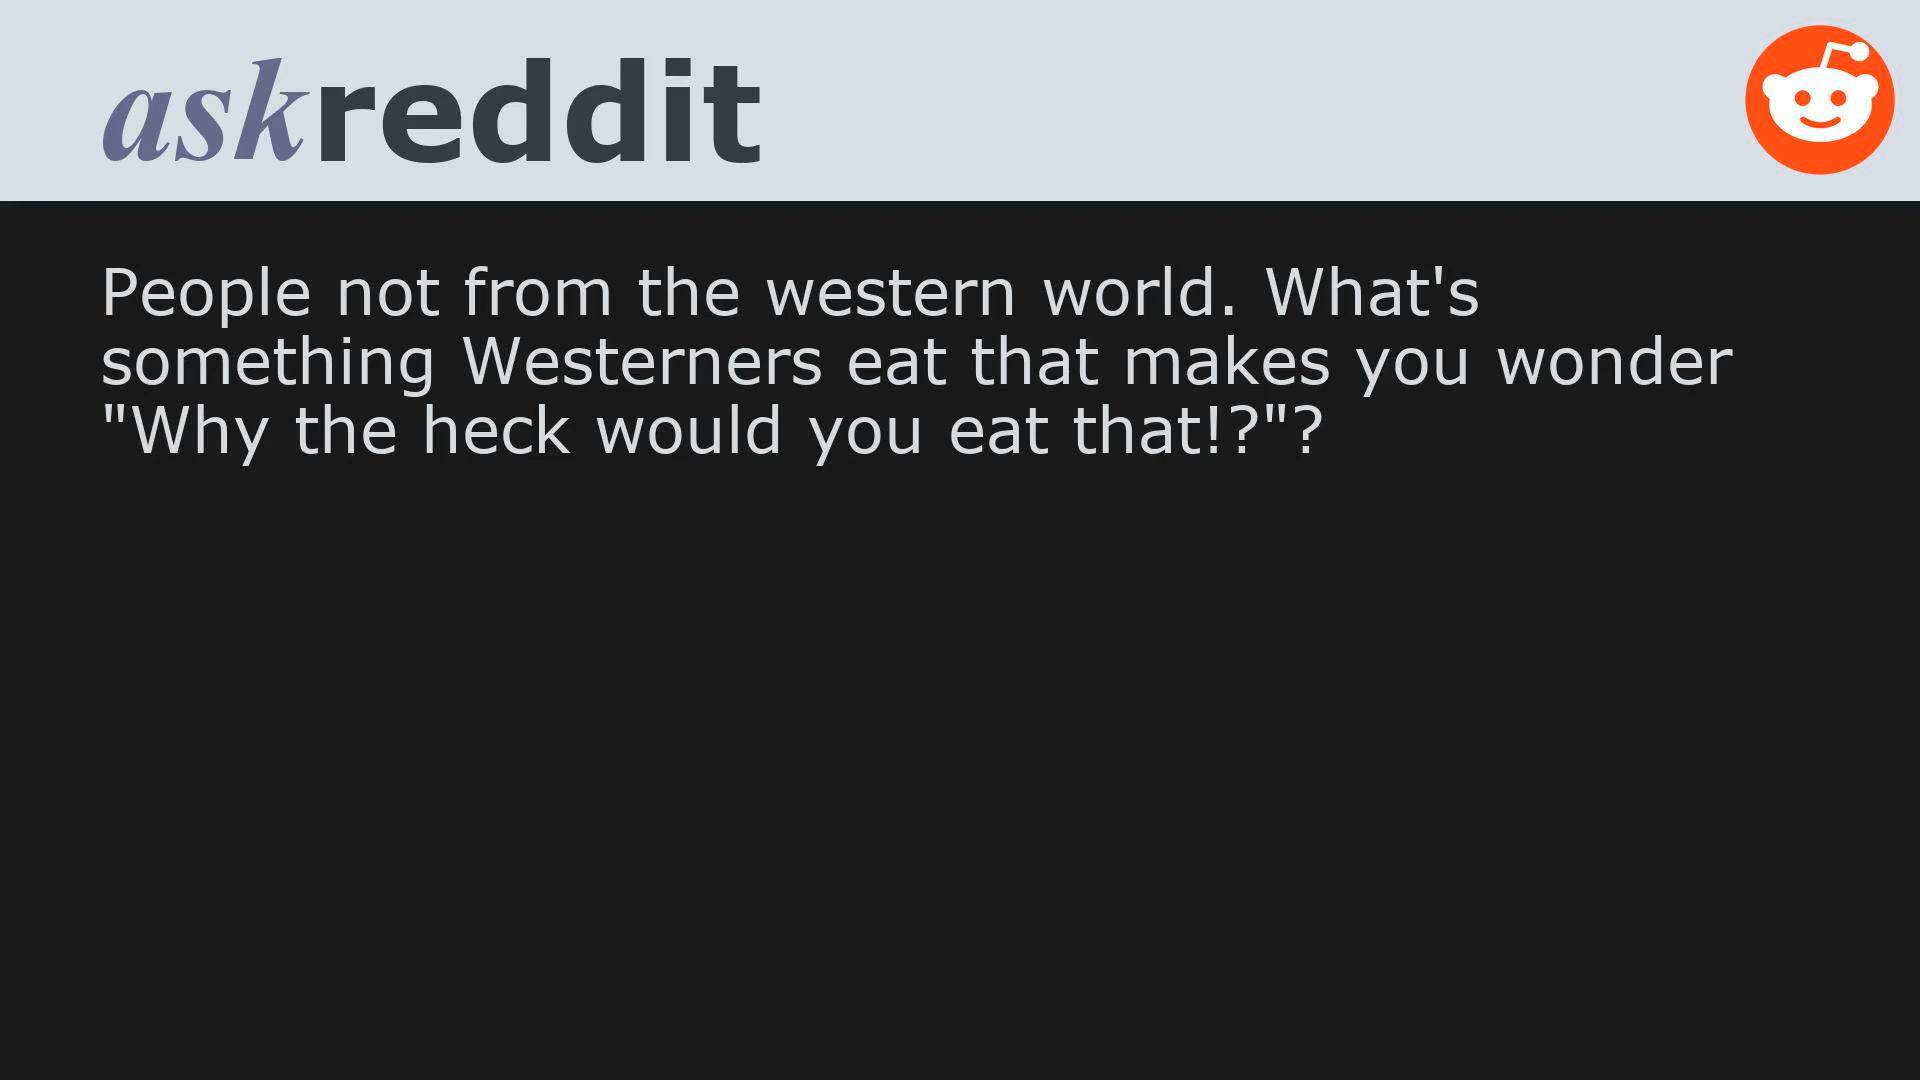 askreddit
People not from the western world. What's
something Westerners eat that makes you wonder
"Why the heck would you eat that!?"?